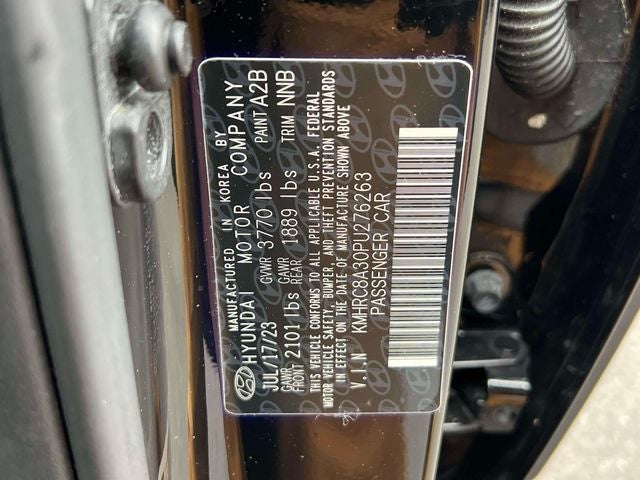 MANUFACTURED IN KOREA BY
HYUNDAI MOTOR COMPANY
JUL/17/23 GVWR 3770 lbs PAINT A2B
GAWR FRONT 2101 lbs GAWR REAR 1889 lbs TRIM NNB
THIS VEHICLE CONFORMS TO ALL APPLICABLE U.S.A. FEDERAL
MOTOR VEHICLE SAFETY, BUMPER, AND THEFT PREVENTION STANDARDS
IN EFFECT ON THE DATE OF MANUFACTURE SHOWN ABOVE
V.I.N KMHRC8A30PU276263
PASSENGER CAR